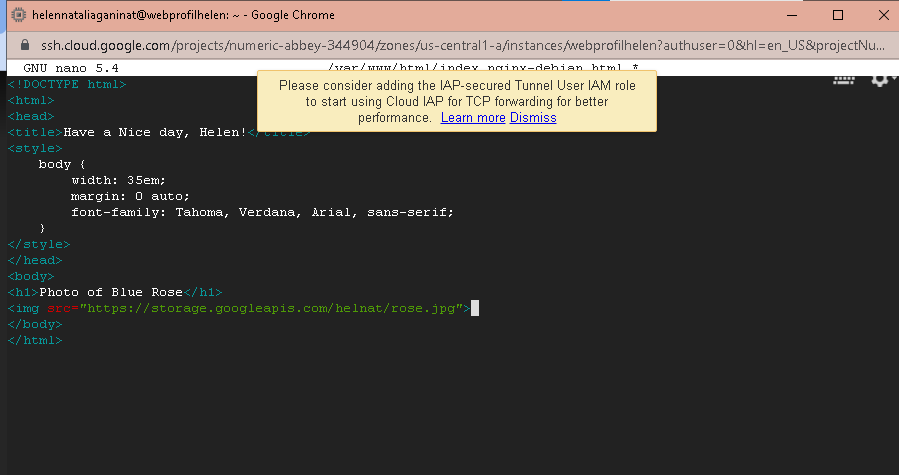 helennataliaganinat@webprofilhelen: ~ - Google Chrome
ssh.cloud.google.com/projects/numeric-abbey-344904/zones/us-central1-a/instances/webprofilhelen?authuser=0&hl=en_US&projectNu...
GNU nano 5.4 /var/www/html/index.nginx-debian.html *
Please consider adding the IAP-secured Tunnel User IAM role
to start using Cloud IAP for TCP forwarding for better
performance. Learn more Dismiss
<!DOCTYPE html>
<html>
<head>
<title>Have a Nice day, Helen!</title>
<style>
body {
width: 35em;
margin: 0 auto;
font-family: Tahoma, Verdana, Arial, sans-serif;
}
</style>
</head>
<body>
<h1>Photo of Blue Rose</h1>
<img src="https://storage.googleapis.com/helnat/rose.jpg">
</body>
</html>